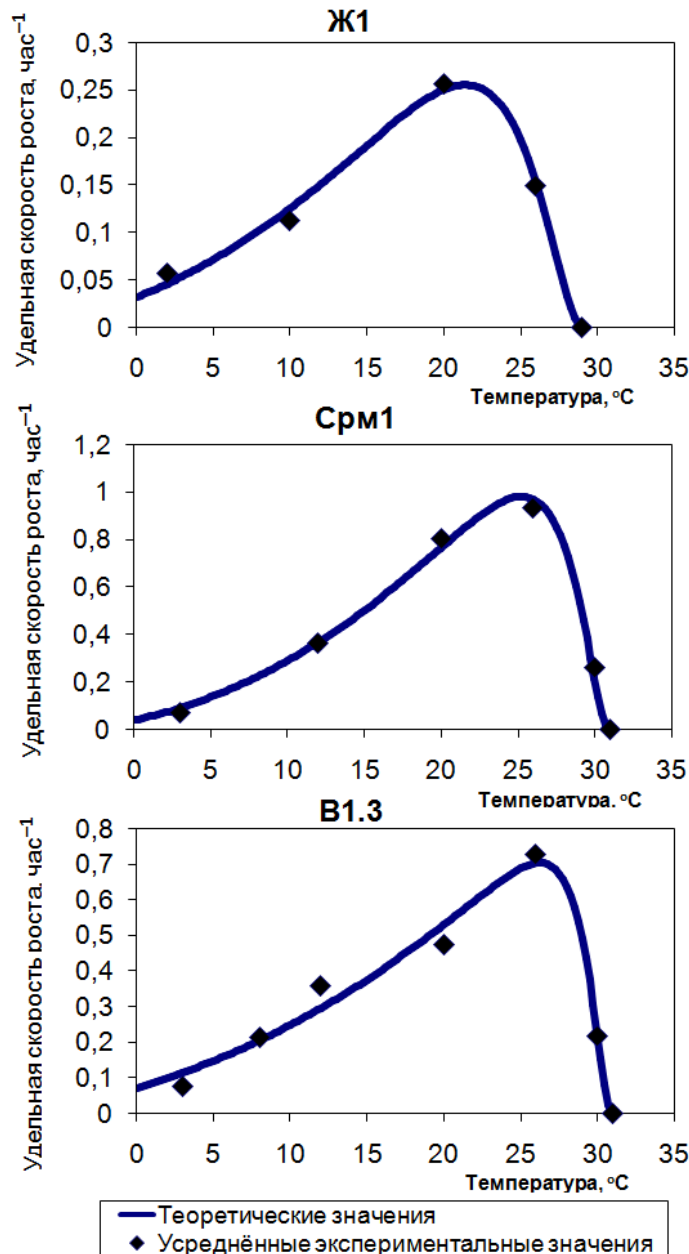 Ж1
Удельная скорость роста, час⁻¹
0,3
0,25
0,2
0,15
0,1
0,05
0
0 5 10 15 20 25 30 35
Температура, °С
Срм1
Удельная скорость роста, час⁻¹
1,2
1
0,8
0,6
0,4
0,2
0
0 5 10 15 20 25 30 35
Температура, °С
В1.3
Удельная скорость роста, час⁻¹
0,8
0,7
0,6
0,5
0,4
0,3
0,2
0,1
0
0 5 10 15 20 25 30 35
Температура, °С
Теоретические значения
Усреднённые экспериментальные значения